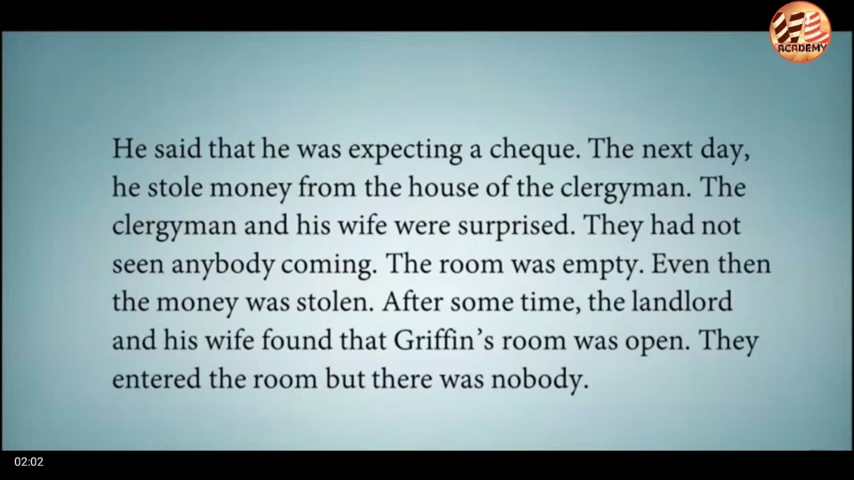 ACADEMY
He said that he was expecting a cheque. The next day,
he stole money from the house of the clergyman. The
clergyman and his wife were surprised. They had not
seen anybody coming. The room was empty. Even then
the money was stolen. After some time, the landlord
and his wife found that Griffin's room was open. They
entered the room but there was nobody.
02:02